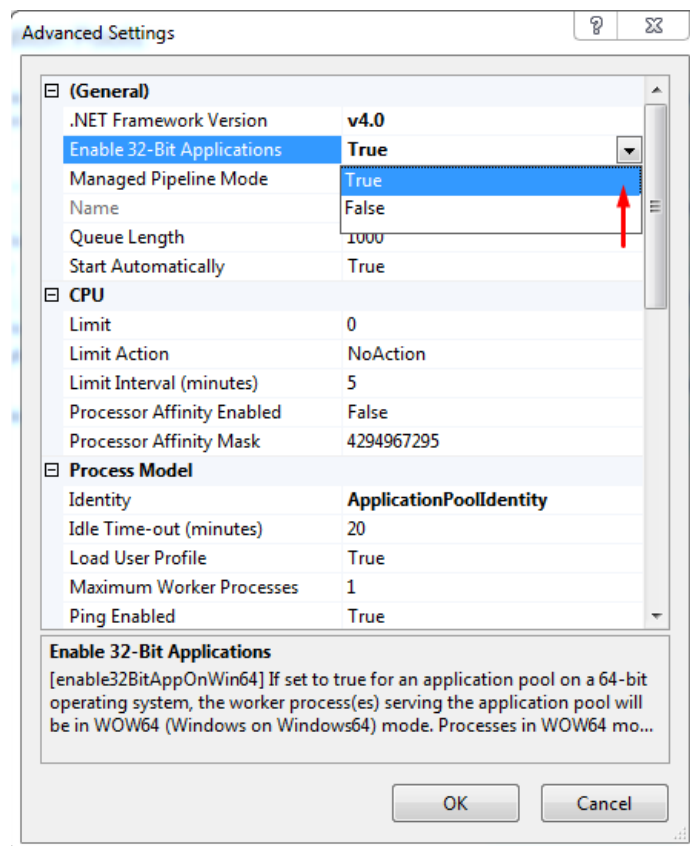 Advanced Settings
(General)
.NET Framework Version v4.0
Enable 32-Bit Applications True
Managed Pipeline Mode True
Name False
Queue Length 1000
Start Automatically True
CPU
Limit 0
Limit Action NoAction
Limit Interval (minutes) 5
Processor Affinity Enabled False
Processor Affinity Mask 4294967295
Process Model
Identity ApplicationPoolIdentity
Idle Time-out (minutes) 20
Load User Profile True
Maximum Worker Processes 1
Ping Enabled True
Enable 32-Bit Applications
[enable32BitAppOnWin64] If set to true for an application pool on a 64-bit
operating system, the worker process(es) serving the application pool will
be in WOW64 (Windows on Windows64) mode. Processes in WOW64 mo...
OK Cancel